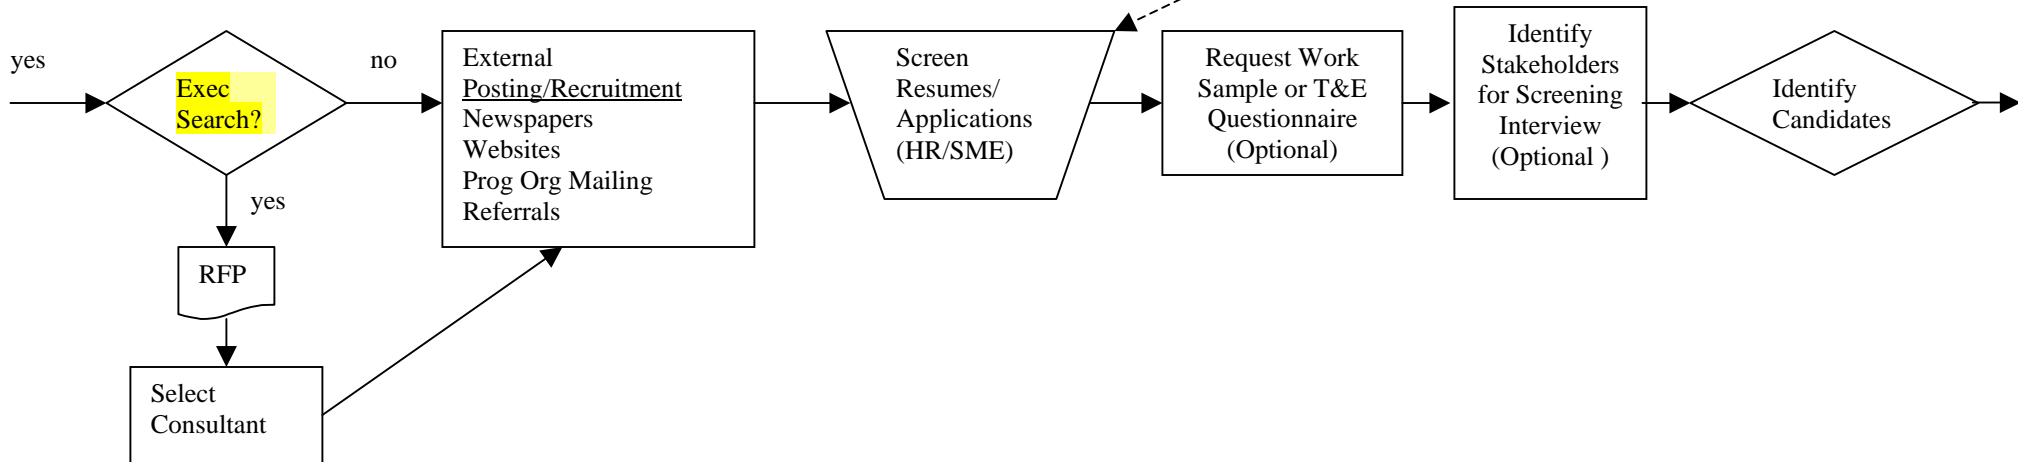 yes
Exec
Search?
no
yes
RFP
Select
Consultant
External
Posting/Recruitment
Newspapers
Websites
Prog Org Mailing
Referrals
Screen
Resumes/
Applications
(HR/SME)
Request Work
Sample or T&E
Questionnaire
(Optional)
Identify
Stakeholders
for Screening
Interview
(Optional )
Identify
Candidates